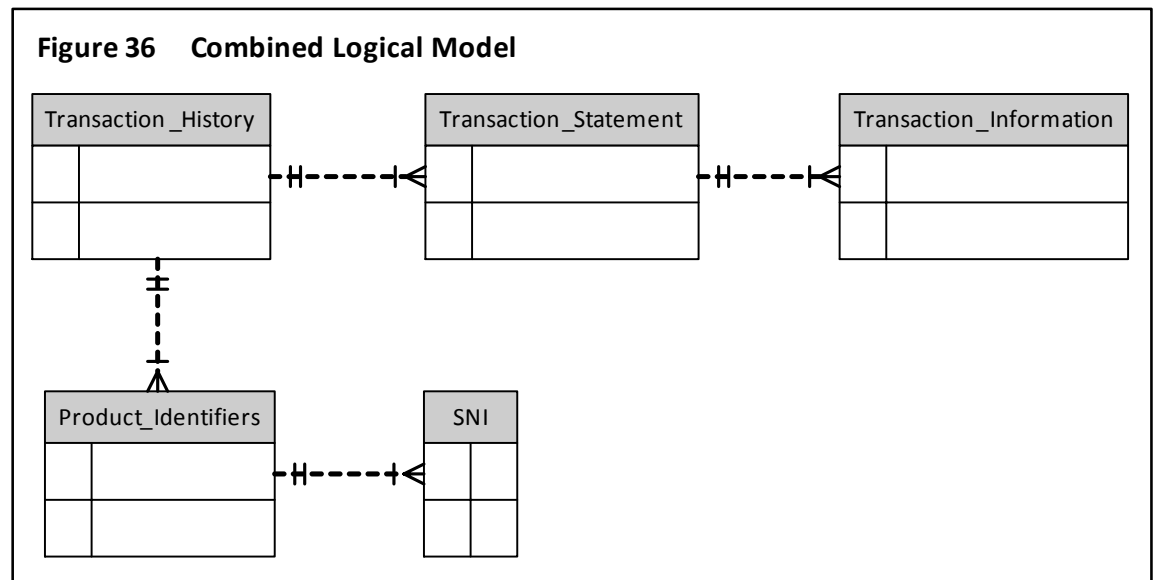 Figure 36 Combined Logical Model
Transaction _History
Transaction_Statement
Transaction_Information
Product_Identifiers
SNI